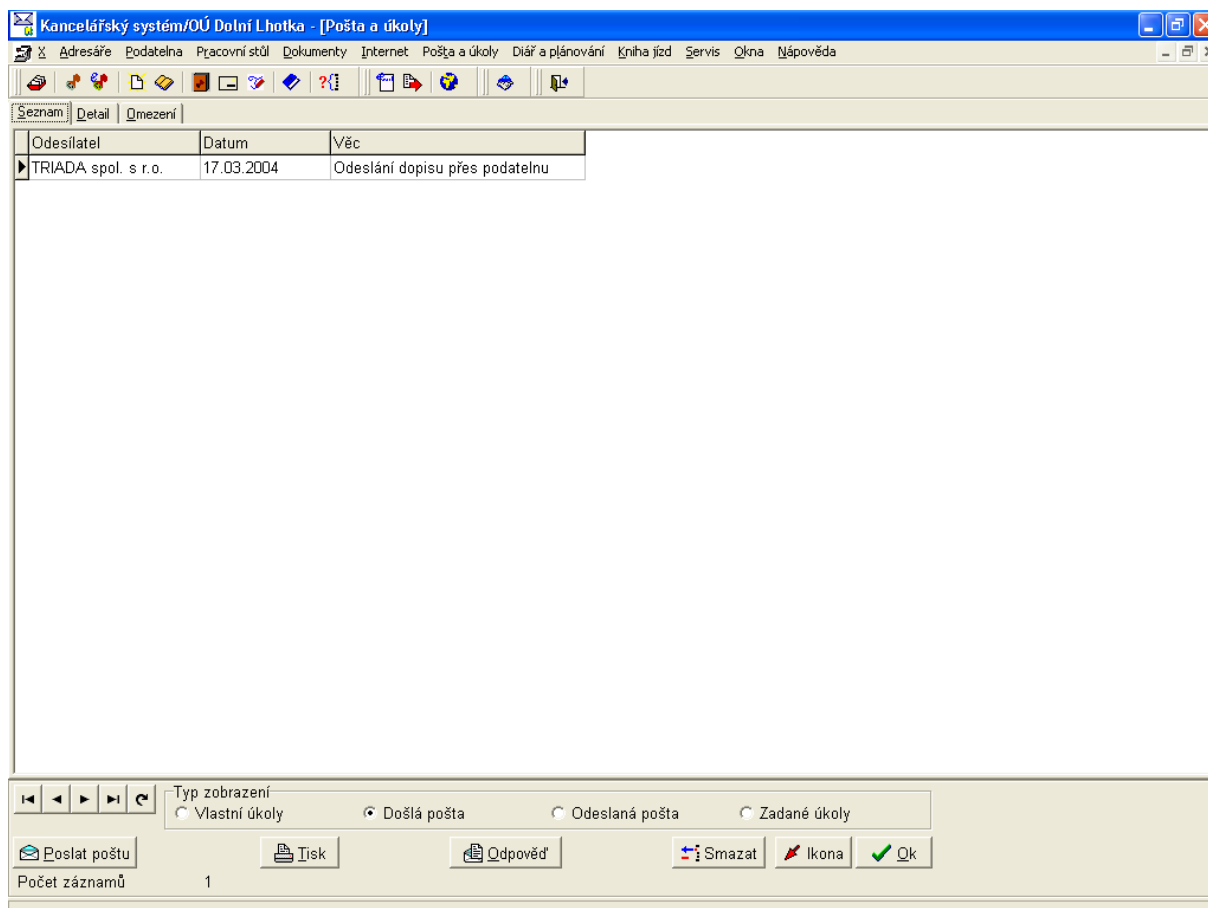 Kancelářský systém/OÚ Dolní Lhotka - [Pošta a úkoly]
X Adresáře Podatelna Pracovní stůl Dokumenty Internet Pošta a úkoly Diář a plánování Kniha jízd Servis Okna Nápověda
Seznam Detail Omezení
Odesílatel Datum Věc
TRIADA spol. s r.o. 17.03.2004 Odeslání dopisu přes podatelnu
Typ zobrazení
Vlastní úkoly Došlá pošta Odeslaná pošta Zadané úkoly
Poslat poštu Tisk Odpověď Smazat Ikona Ok
Počet záznamů 1